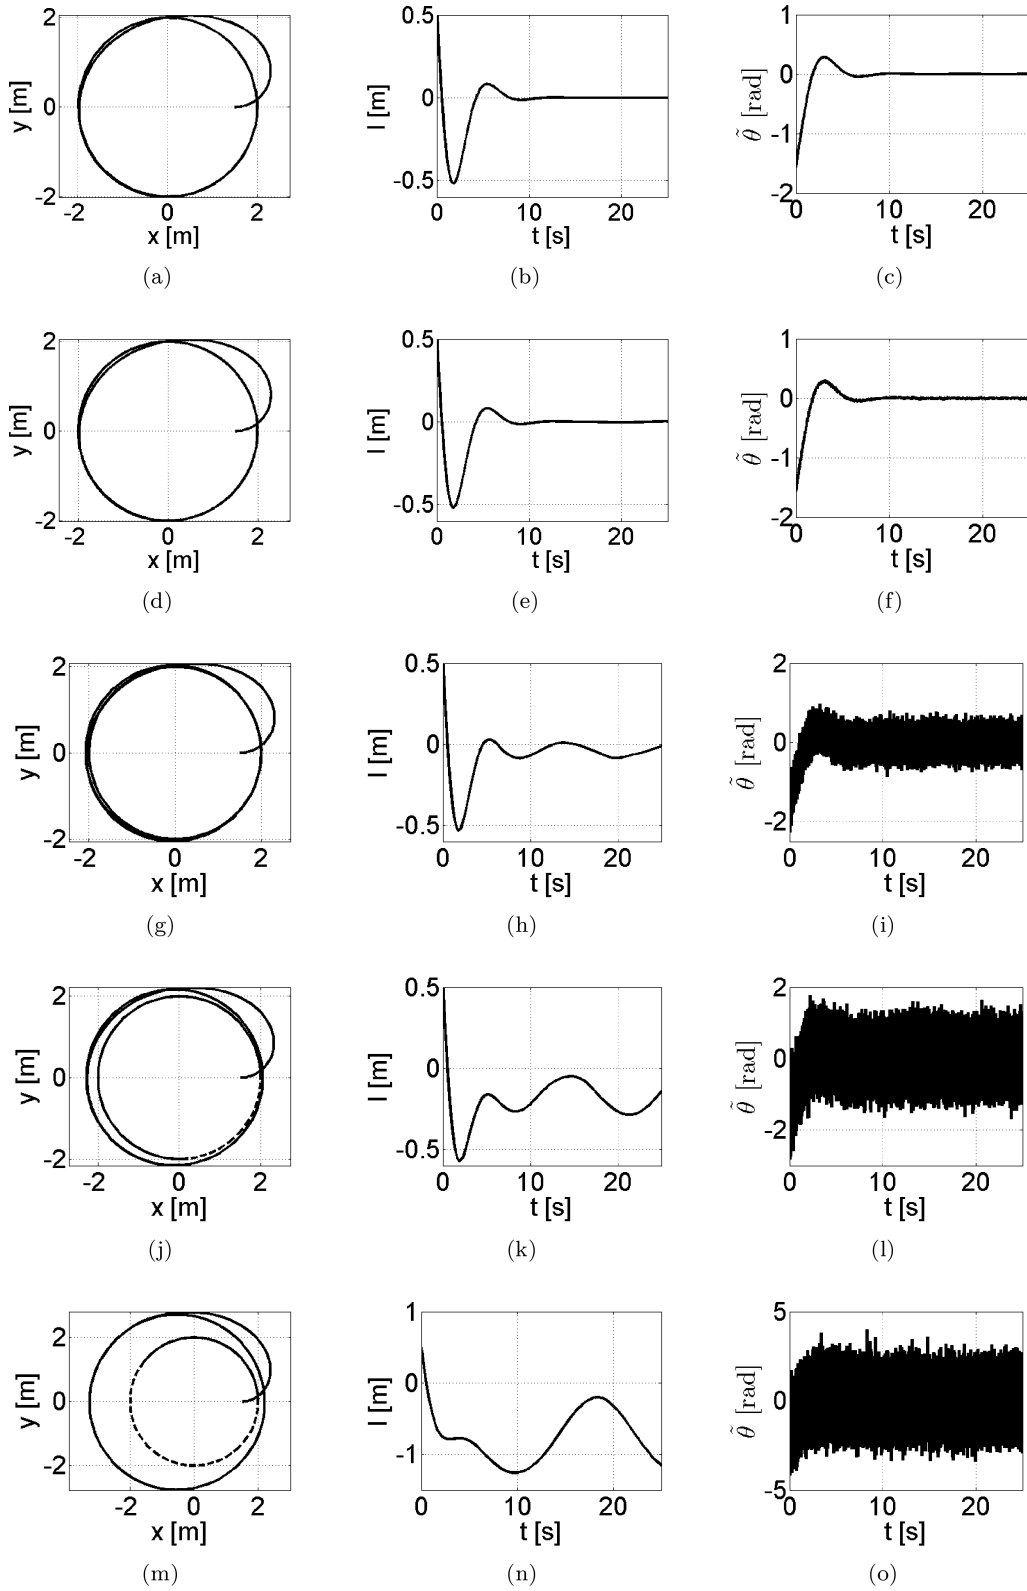 2
0
-2
y [m]
-2 0 2
x [m]
(a)
0.5
0
-0.5
l [m]
0 10 20
t [s]
(b)
1
0
-1
-2
θ̃ [rad]
0 10 20
t [s]
(c)
2
0
-2
y [m]
-2 0 2
x [m]
(d)
0.5
0
-0.5
l [m]
0 10 20
t [s]
(e)
1
0
-1
-2
θ̃ [rad]
0 10 20
t [s]
(f)
2
0
-2
y [m]
-2 0 2
x [m]
(g)
0.5
0
-0.5
l [m]
0 10 20
t [s]
(h)
2
0
-2
θ̃ [rad]
0 10 20
t [s]
(i)
2
0
-2
y [m]
-2 0 2
x [m]
(j)
0.5
0
-0.5
l [m]
0 10 20
t [s]
(k)
2
0
-2
θ̃ [rad]
0 10 20
t [s]
(l)
2
0
-2
y [m]
-2 0 2
x [m]
(m)
1
0
-1
l [m]
0 10 20
t [s]
(n)
5
0
-5
θ̃ [rad]
0 10 20
t [s]
(o)